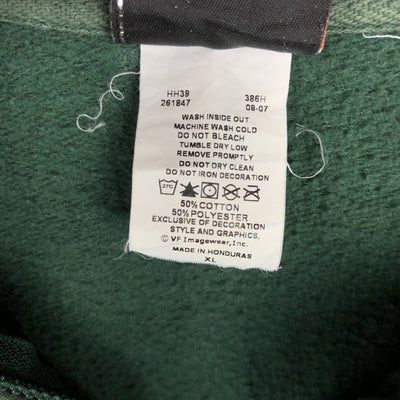 HH39 386H
261847 08-07
WASH INSIDE OUT
MACHINE WASH COLD
DO NOT BLEACH
TUMBLE DRY LOW
REMOVE PROMPTLY
DO NOT DRY CLEAN
DO NOT IRON DECORATION
27C
50% COTTON
50% POLYESTER
EXCLUSIVE OF DECORATION
STYLE AND GRAPHICS.
© VF Imagewear,Inc.
MADE IN HONDURAS
XL